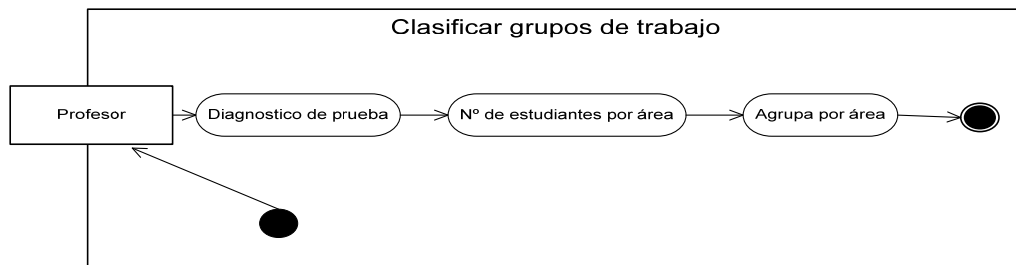 Clasificar grupos de trabajo
Profesor
Diagnostico de prueba
Nº de estudiantes por área
Agrupa por área